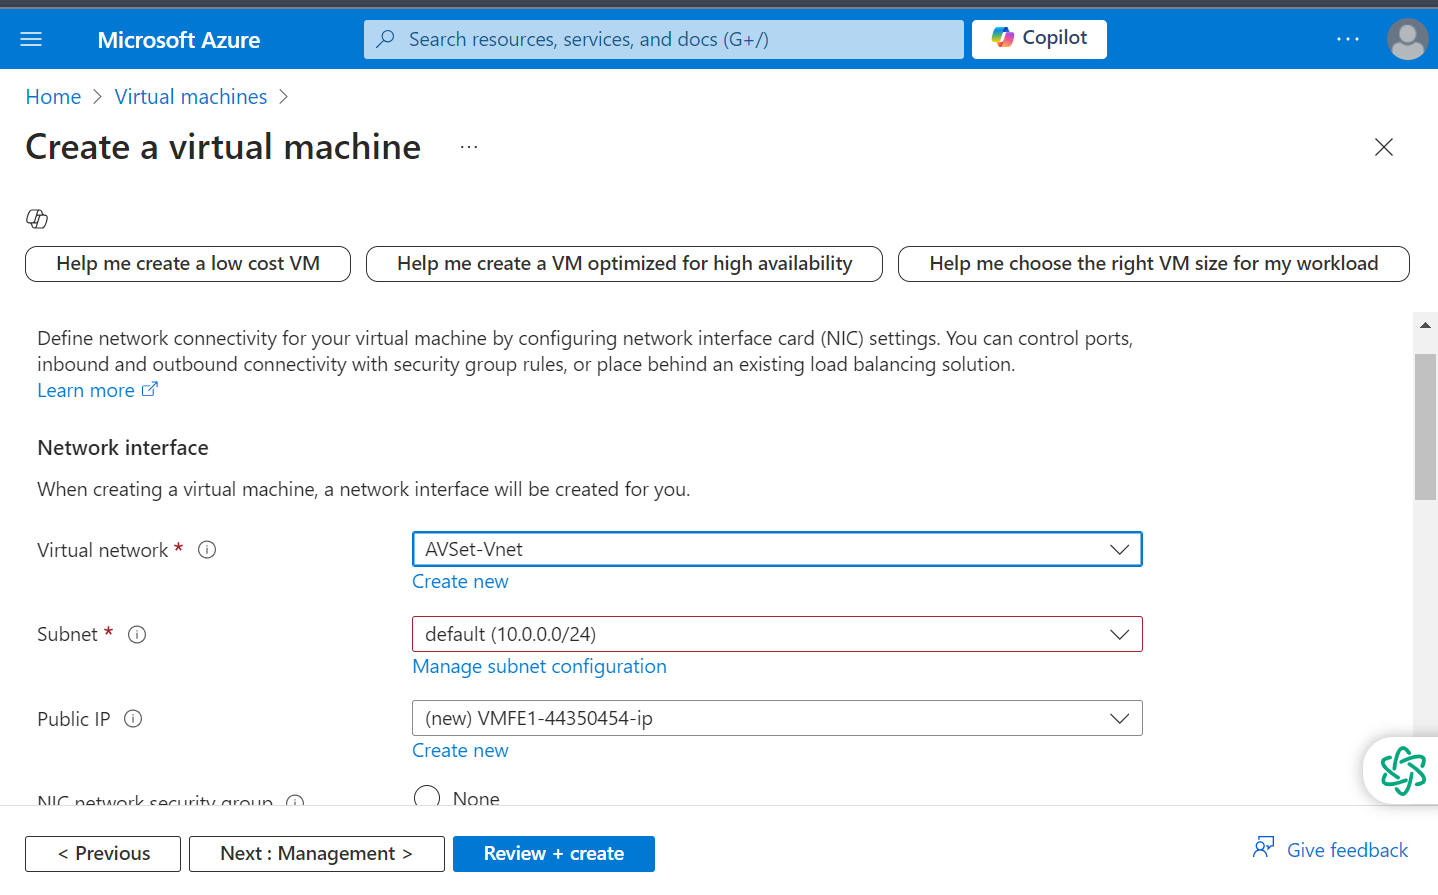 Microsoft Azure
Search resources, services, and docs (G+/)
Copilot
Home > Virtual machines >
Create a virtual machine ...
Help me create a low cost VM
Help me create a VM optimized for high availability
Help me choose the right VM size for my workload
Define network connectivity for your virtual machine by configuring network interface card (NIC) settings. You can control ports,
inbound and outbound connectivity with security group rules, or place behind an existing load balancing solution.
Learn more
Network interface
When creating a virtual machine, a network interface will be created for you.
Virtual network *
AVSet-Vnet
Create new
Subnet *
default (10.0.0.0/24)
Manage subnet configuration
Public IP
(new) VMFE1-44350454-ip
Create new
NIC network security group
None
< Previous
Next : Management >
Review + create
Give feedback